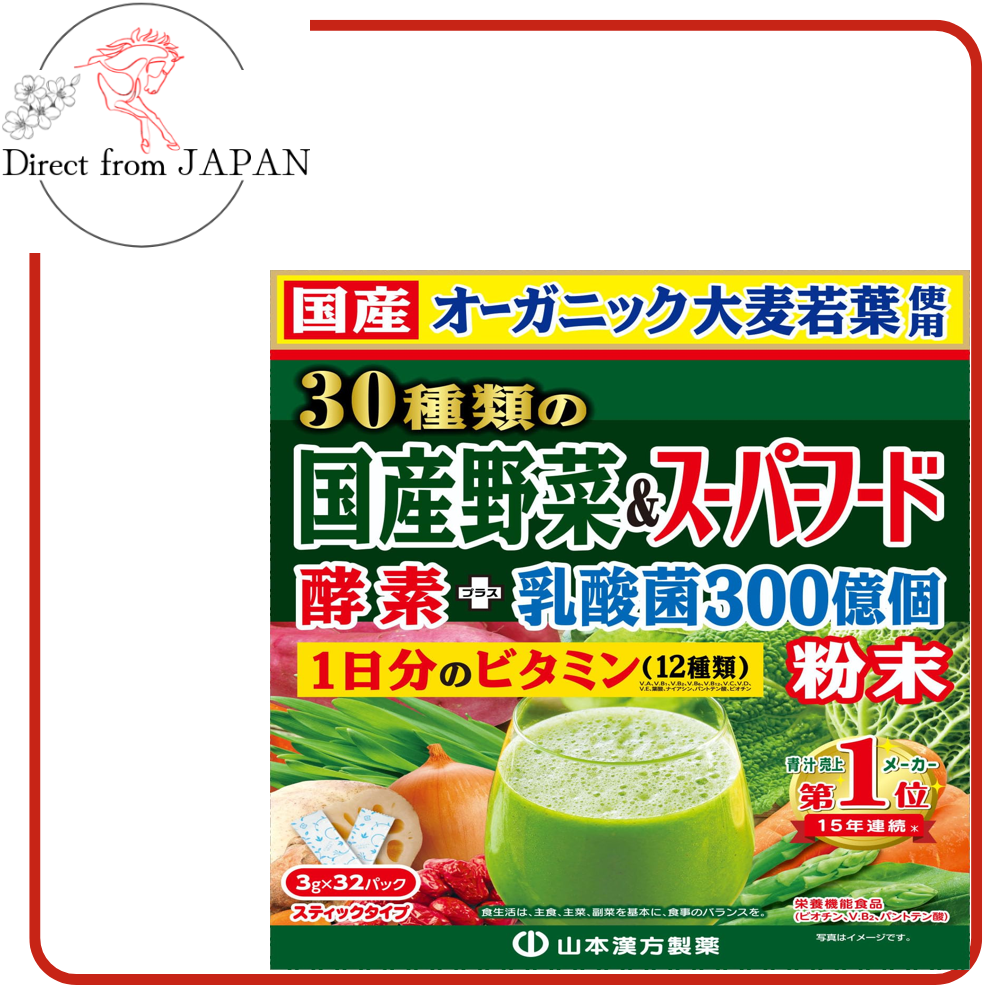 Direct from JAPAN
国産 オーガニック大麦若葉使用
30種類の
国産野菜&スーパーフード
酵素プラス乳酸菌300億個
粉末
1日分のビタミン(12種類)
V.A、V.B1、V.B2、V.B6、V.B12、V.C、V.D、
V.E、葉酸、ナイアシン、パントテン酸、ビオチン
青汁売上メーカー
第1位
15年連続※
3g×32パック
スティックタイプ
食生活は、主食、主菜、副菜を基本に、食事のバランスを。
栄養機能食品
(ビオチン、V.B2、パントテン酸)
山本漢方製薬
写真はイメージです。